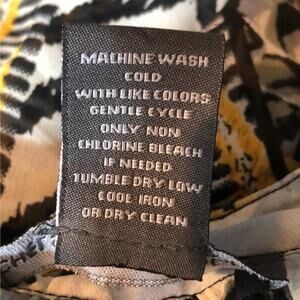 MACHINE WASH
COLD
WITH LIKE COLORS
GENTLE CYCLE
ONLY NON
CHLORINE BLEACH
IF NEEDED
TUMBLE DRY LOW
COOL IRON
OR DRY CLEAN